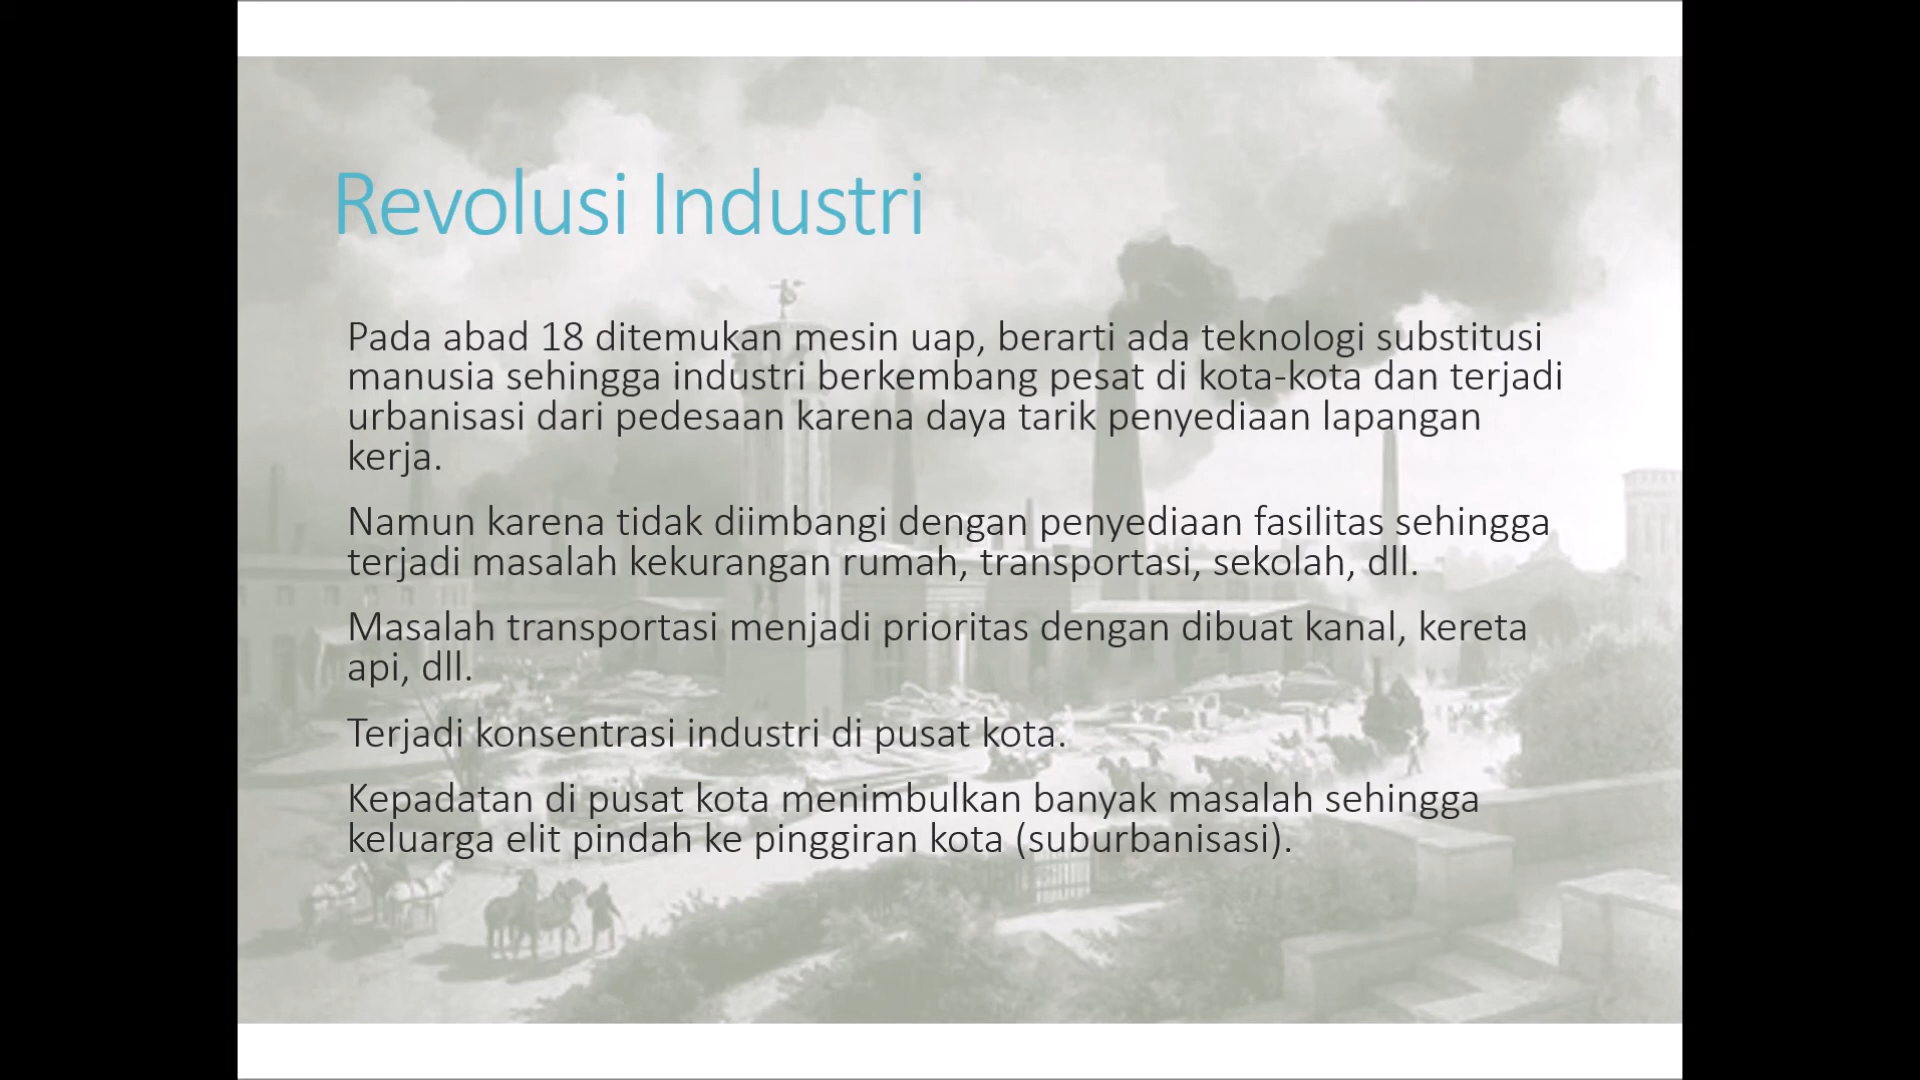 Revolusi Industri
Pada abad 18 ditemukan mesin uap, berarti ada teknologi substitusi
manusia sehingga industri berkembang pesat di kota-kota dan terjadi
urbanisasi dari pedesaan karena daya tarik penyediaan lapangan
kerja.
Namun karena tidak diimbangi dengan penyediaan fasilitas sehingga
terjadi masalah kekurangan rumah, transportasi, sekolah, dll.
Masalah transportasi menjadi prioritas dengan dibuat kanal, kereta
api, dll.
Terjadi konsentrasi industri di pusat kota.
Kepadatan di pusat kota menimbulkan banyak masalah sehingga
keluarga elit pindah ke pinggiran kota (suburbanisasi).